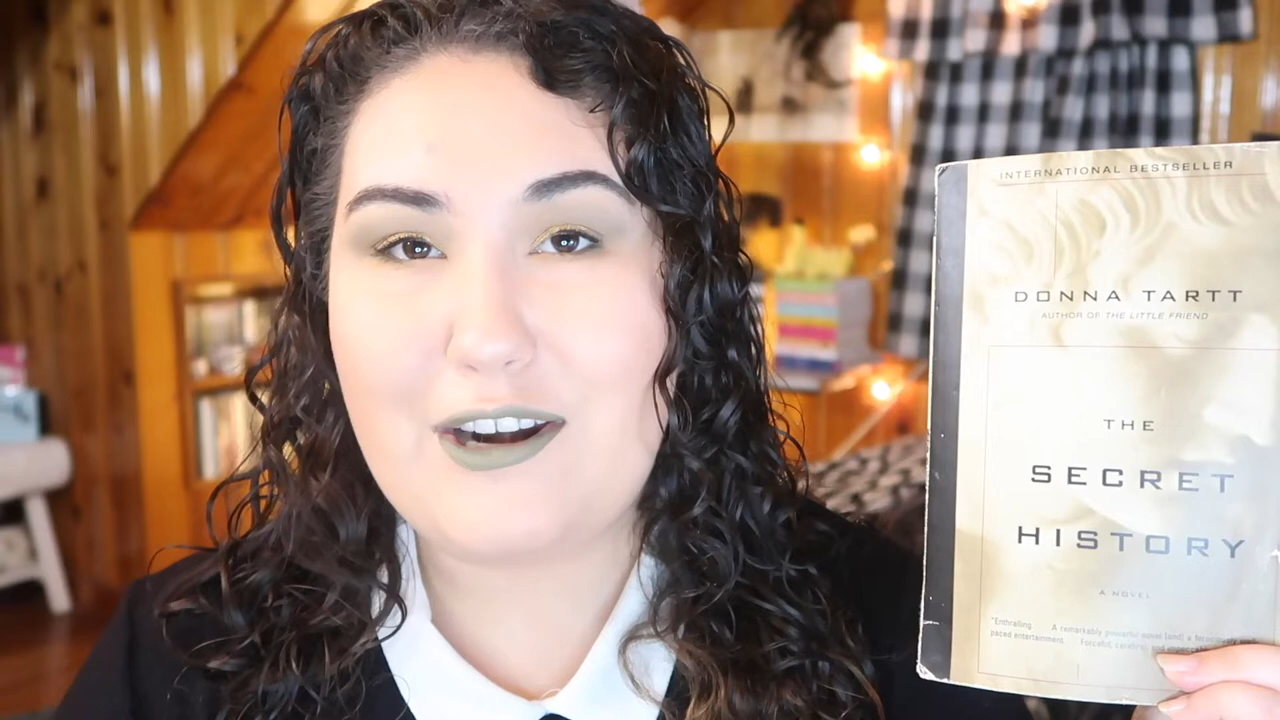 INTERNATIONAL BESTSELLER
DONNA TARTT
AUTHOR OF THE LITTLE FRIEND
THE
SECRET
HISTORY
A NOVEL
"Enthralling A remarkably powerful novel [and] a ferociously
paced entertainment. Forceful, cerebral, and